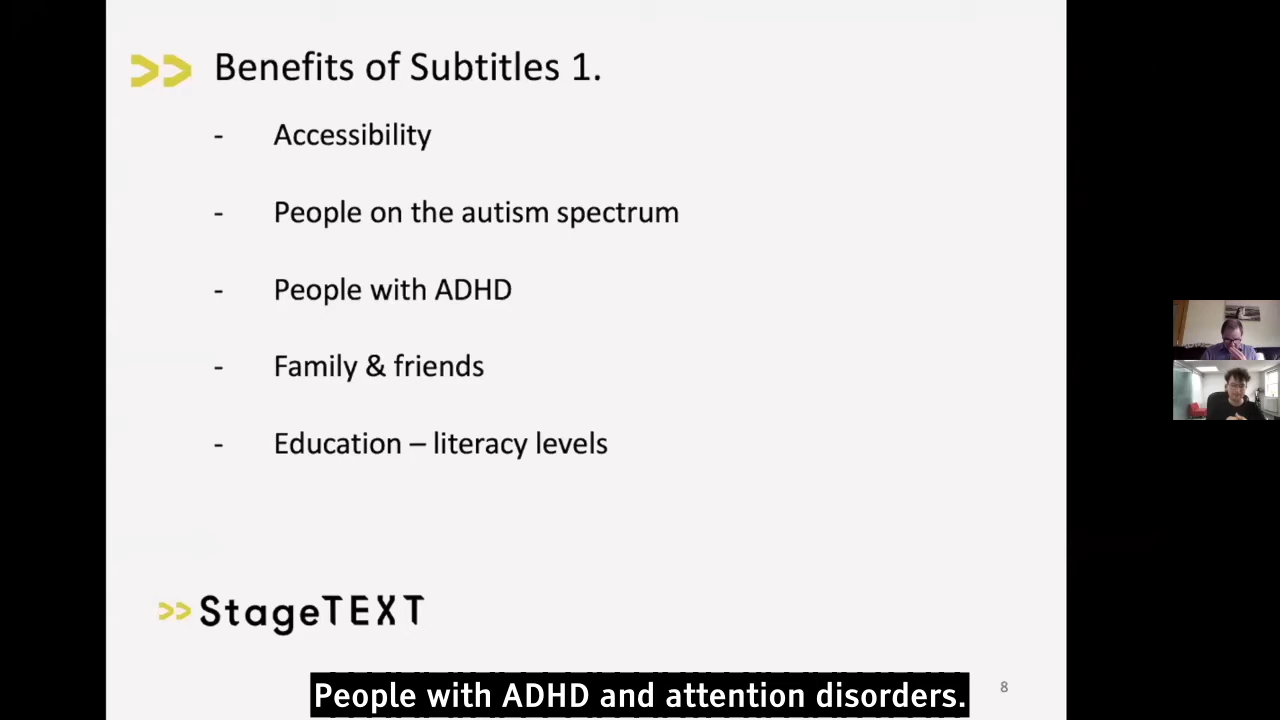 Benefits of Subtitles 1.
- Accessibility
- People on the autism spectrum
- People with ADHD
- Family & friends
- Education – literacy levels
>> StageTEXT
People with ADHD and attention disorders.
8